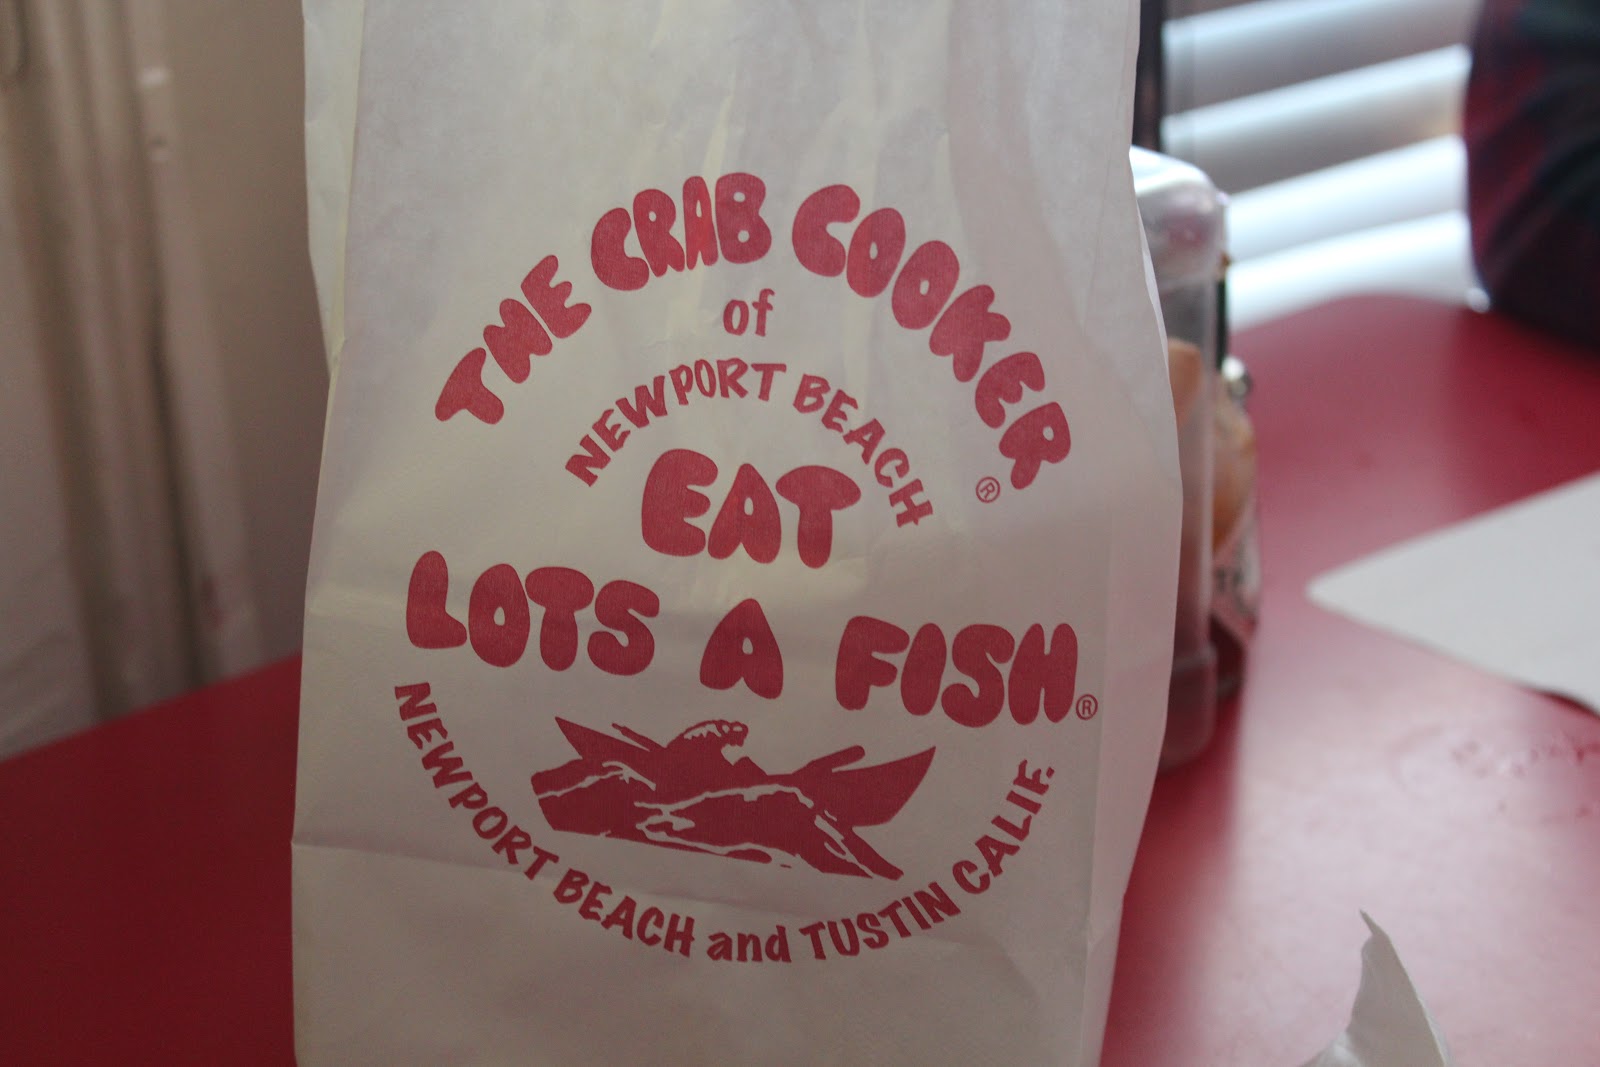 THE CRAB COOKER ®
of
NEWPORT BEACH
EAT
LOTS A FISH®
NEWPORT BEACH and TUSTIN CALIF.